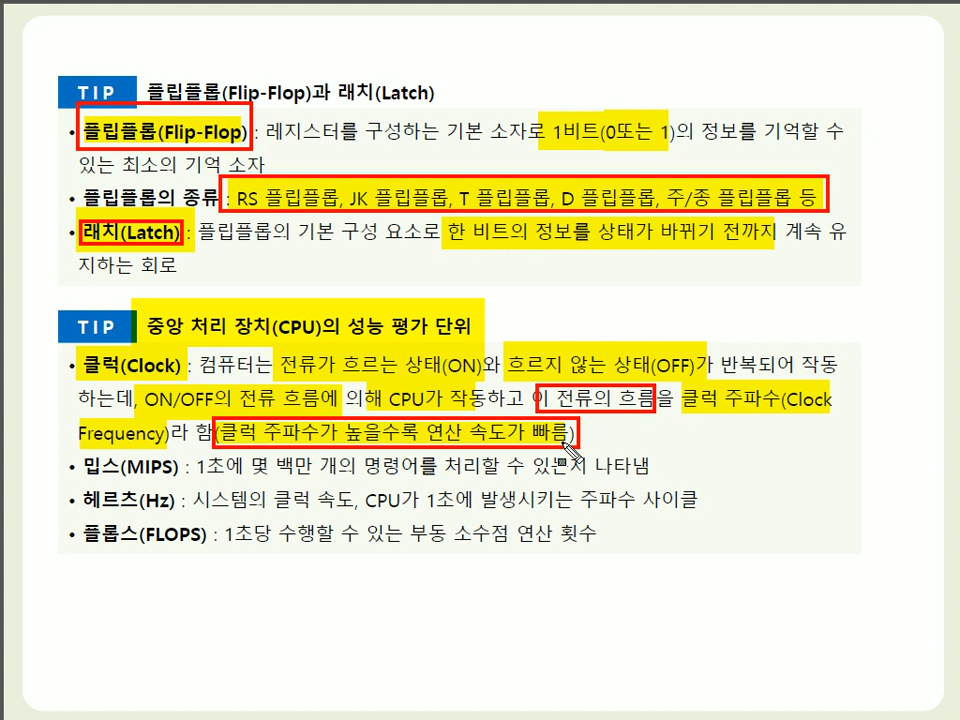 TIP 플립플롭(Flip-Flop)과 래치(Latch)
• 플립플롭(Flip-Flop) : 레지스터를 구성하는 기본 소자로 1비트(0또는 1)의 정보를 기억할 수
있는 최소의 기억 소자
• 플립플롭의 종류 : RS 플립플롭, JK 플립플롭, T 플립플롭, D 플립플롭, 주/종 플립플롭 등
• 래치(Latch) : 플립플롭의 기본 구성 요소로 한 비트의 정보를 상태가 바뀌기 전까지 계속 유
지하는 회로
TIP 중앙 처리 장치(CPU)의 성능 평가 단위
• 클럭(Clock) : 컴퓨터는 전류가 흐르는 상태(ON)와 흐르지 않는 상태(OFF)가 반복되어 작동
하는데, ON/OFF의 전류 흐름에 의해 CPU가 작동하고 이 전류의 흐름을 클럭 주파수(Clock
Frequency)라 함(클럭 주파수가 높을수록 연산 속도가 빠름)
• 밉스(MIPS) : 1초에 몇 백만 개의 명령어를 처리할 수 있는지 나타냄
• 헤르츠(Hz) : 시스템의 클럭 속도, CPU가 1초에 발생시키는 주파수 사이클
• 플롭스(FLOPS) : 1초당 수행할 수 있는 부동 소수점 연산 횟수